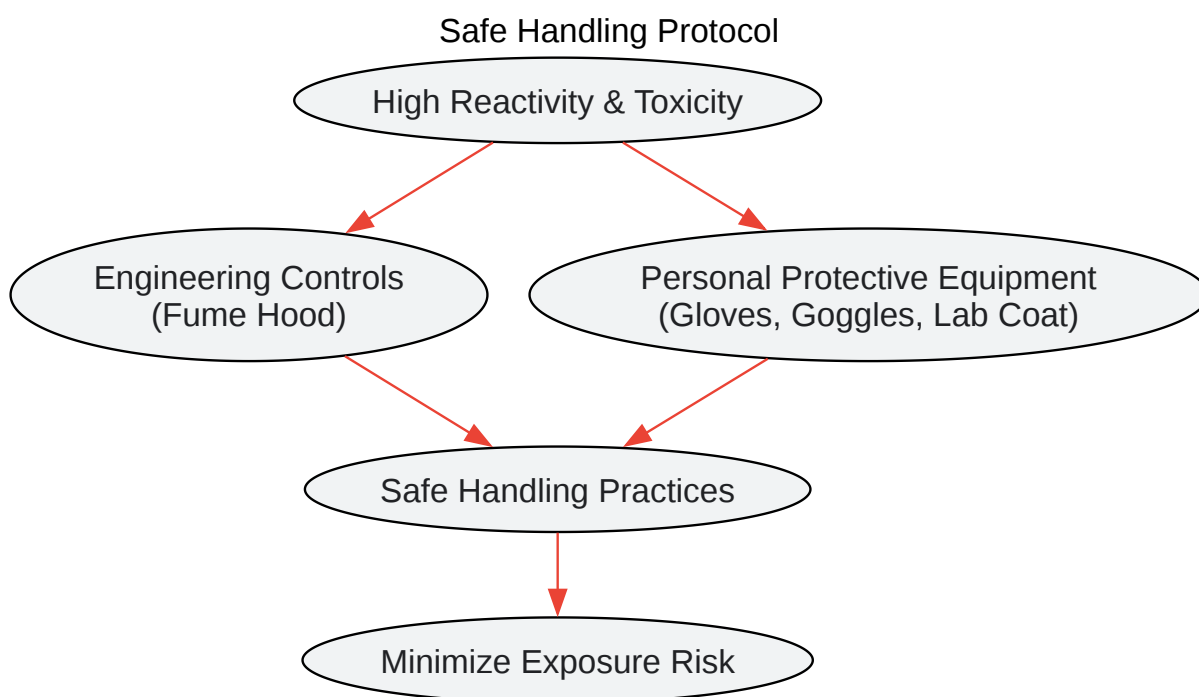 Safe Handling Protocol
High Reactivity & Toxicity
Engineering Controls
(Fume Hood)
Personal Protective Equipment
(Gloves, Goggles, Lab Coat)
Safe Handling Practices
Minimize Exposure Risk